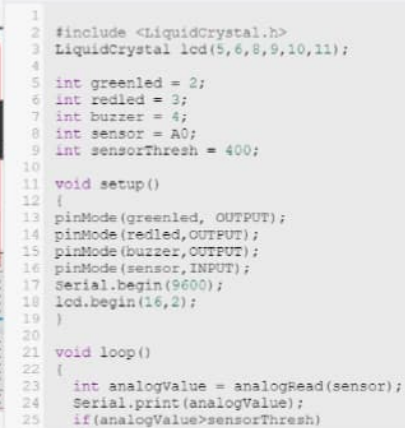 1
2 #include <LiquidCrystal.h>
3 LiquidCrystal lcd(5,6,8,9,10,11);
4
5 int greenled = 2;
6 int redled = 3;
7 int buzzer = 4;
8 int sensor = A0;
9 int sensorThresh = 400;
10
11 void setup()
12 {
13 pinMode(greenled, OUTPUT);
14 pinMode(redled,OUTPUT);
15 pinMode(buzzer,OUTPUT);
16 pinMode(sensor,INPUT);
17 Serial.begin(9600);
18 lcd.begin(16,2);
19 }
20
21 void loop()
22 {
23 int analogValue = analogRead(sensor);
24 Serial.print(analogValue);
25 if(analogValue>sensorThresh)